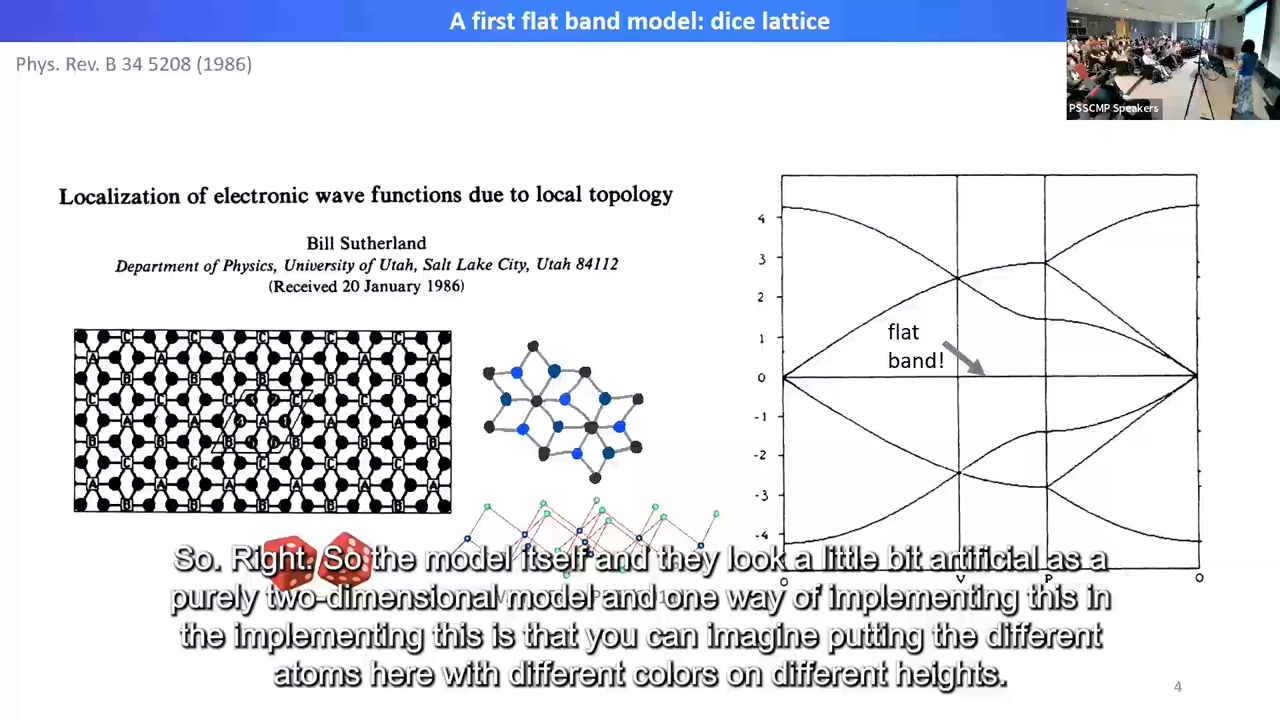 A first flat band model: dice lattice
Phys. Rev. B 34 5208 (1986)
PSSCMP Speakers
Localization of electronic wave functions due to local topology
Bill Sutherland
Department of Physics, University of Utah, Salt Lake City, Utah 84112
(Received 20 January 1986)
4
3
2
1
0
-1
-2
-3
-4
flat
band!
O
V
P
O
So. Right. So the model itself and they look a little bit artificial as a
purely two-dimensional model and one way of implementing this in
the implementing this is that you can imagine putting the different
atoms here with different colors on different heights.
4